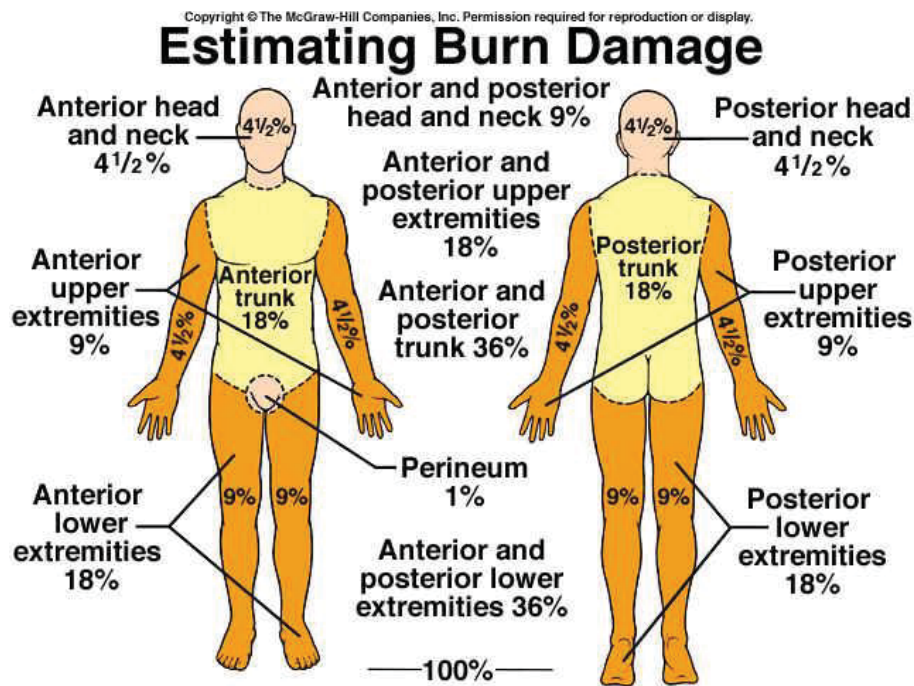 Copyright © The McGraw-Hill Companies, Inc. Permission required for reproduction or display.
Estimating Burn Damage
Anterior head
and neck
4 1/2%
4 1/2%
Anterior and posterior
head and neck 9%
4 1/2%
Posterior head
and neck
4 1/2%
Anterior and
posterior upper
extremities
18%
Anterior
upper
extremities
9%
Anterior
trunk
18%
4 1/2%
4 1/2%
Anterior and
posterior
trunk 36%
Posterior
trunk
18%
4 1/2%
4 1/2%
Posterior
upper
extremities
9%
Perineum
1%
Anterior
lower
extremities
18%
9%
9%
Anterior and
posterior lower
extremities 36%
9%
9%
Posterior
lower
extremities
18%
100%